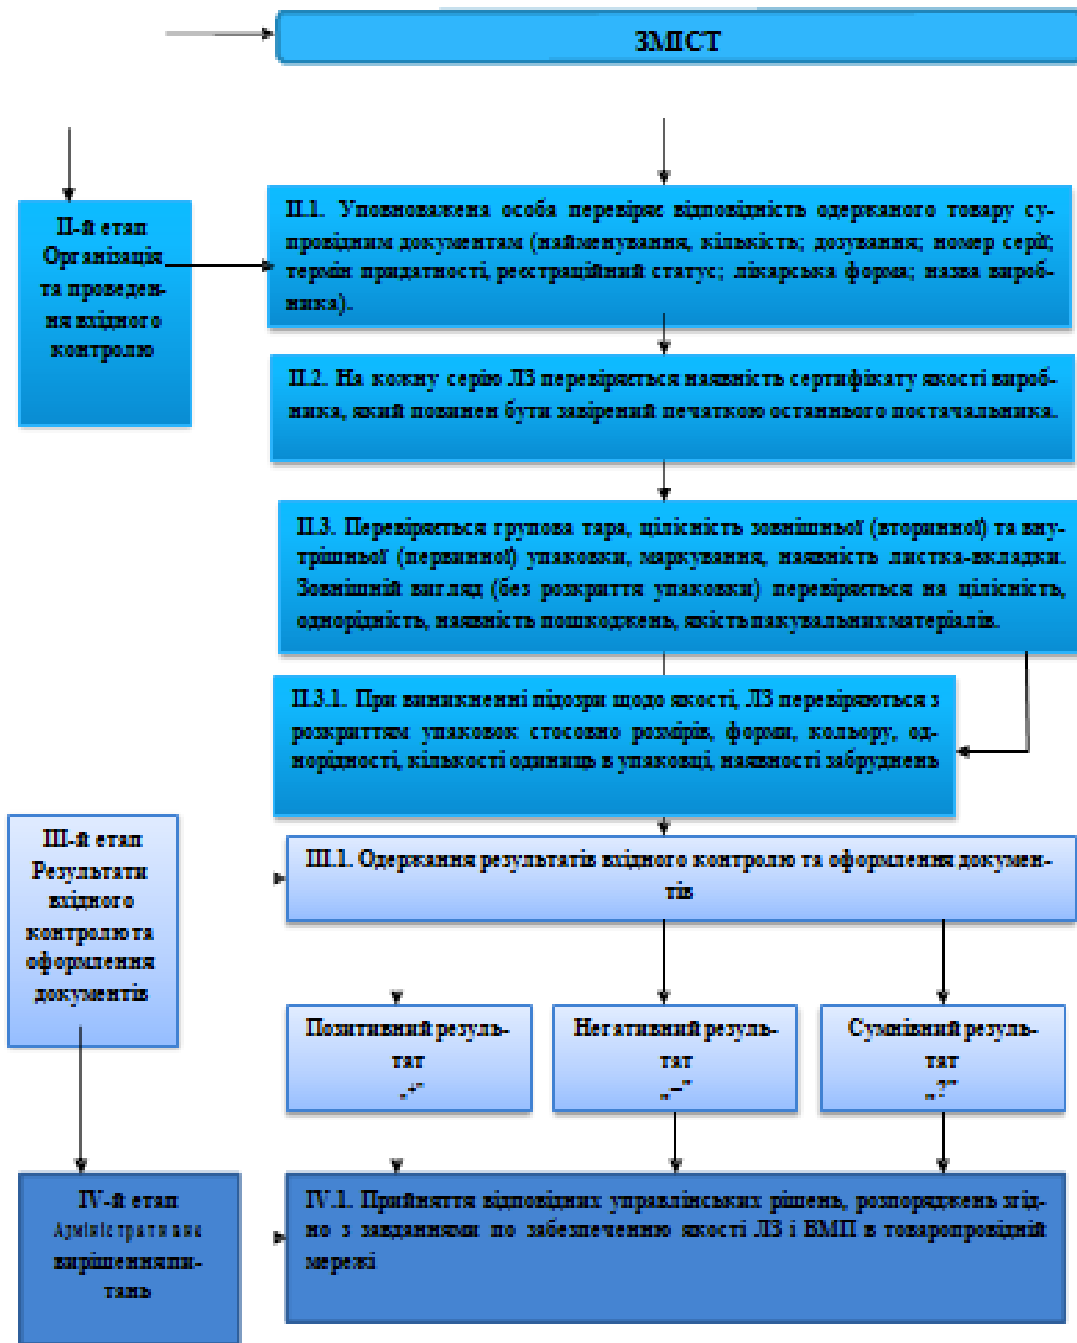 ЗМІСТ
ІІ-й етап
Організація
та проведен-
ня вхідного
контролю
ІІ.1. Уповноважена особа перевіряє відповідність одержаного товару су-
провідним документам (найменування, кількість; дозування; номер серії;
термін придатності, реєстраційний статус; лікарська форма; назва вироб-
ника).
ІІ.2. На кожну серію ЛЗ перевіряється наявність сертифікату якості вироб-
ника, який повинен бути завірений печаткою останнього постачальника.
ІІ.3. Перевіряється групова тара, цілісність зовнішньої (вторинної) та вну-
трішньої (первинної) упаковки, маркування, наявність листка-вкладки.
Зовнішній вигляд (без розкриття упаковки) перевіряється на цілісність,
однорідність, наявність пошкоджень, якість пакувальних матеріалів.
ІІ.3.1. При виникненні підозри щодо якості, ЛЗ перевіряються з
розкриттям упаковок стосовно розмірів, форми, кольору, од-
норідності, кількості одиниць в упаковці, наявності забруднень
ІІІ-й етап
Результати
вхідного
контролю та
оформлення
документів
ІІІ.1. Одержання результатів вхідного контролю та оформлення докумен-
тів
Позитивний резуль-
тат
„+”
Негативний резуль-
тат
„–”
Сумнівний резуль-
тат
„?”
IV-й етап
Адміністративне
вирішення пи-
тань
IV.1. Прийняття відповідних управлінських рішень, розпоряджень згід-
но з завданнями по забезпеченню якості ЛЗ і ВМП в товаропровідній
мережі